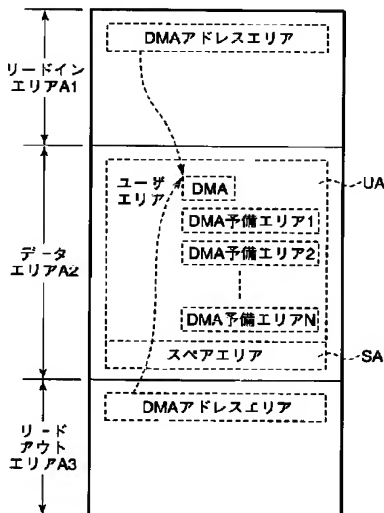 DMAアドレスエリア
リードイン
エリアA1
ユーザ
エリア
DMA
UA
DMA予備エリア1
DMA予備エリア2
データ
エリアA2
DMA予備エリアN
スペアエリア
SA
DMAアドレスエリア
リード
アウト
エリアA3